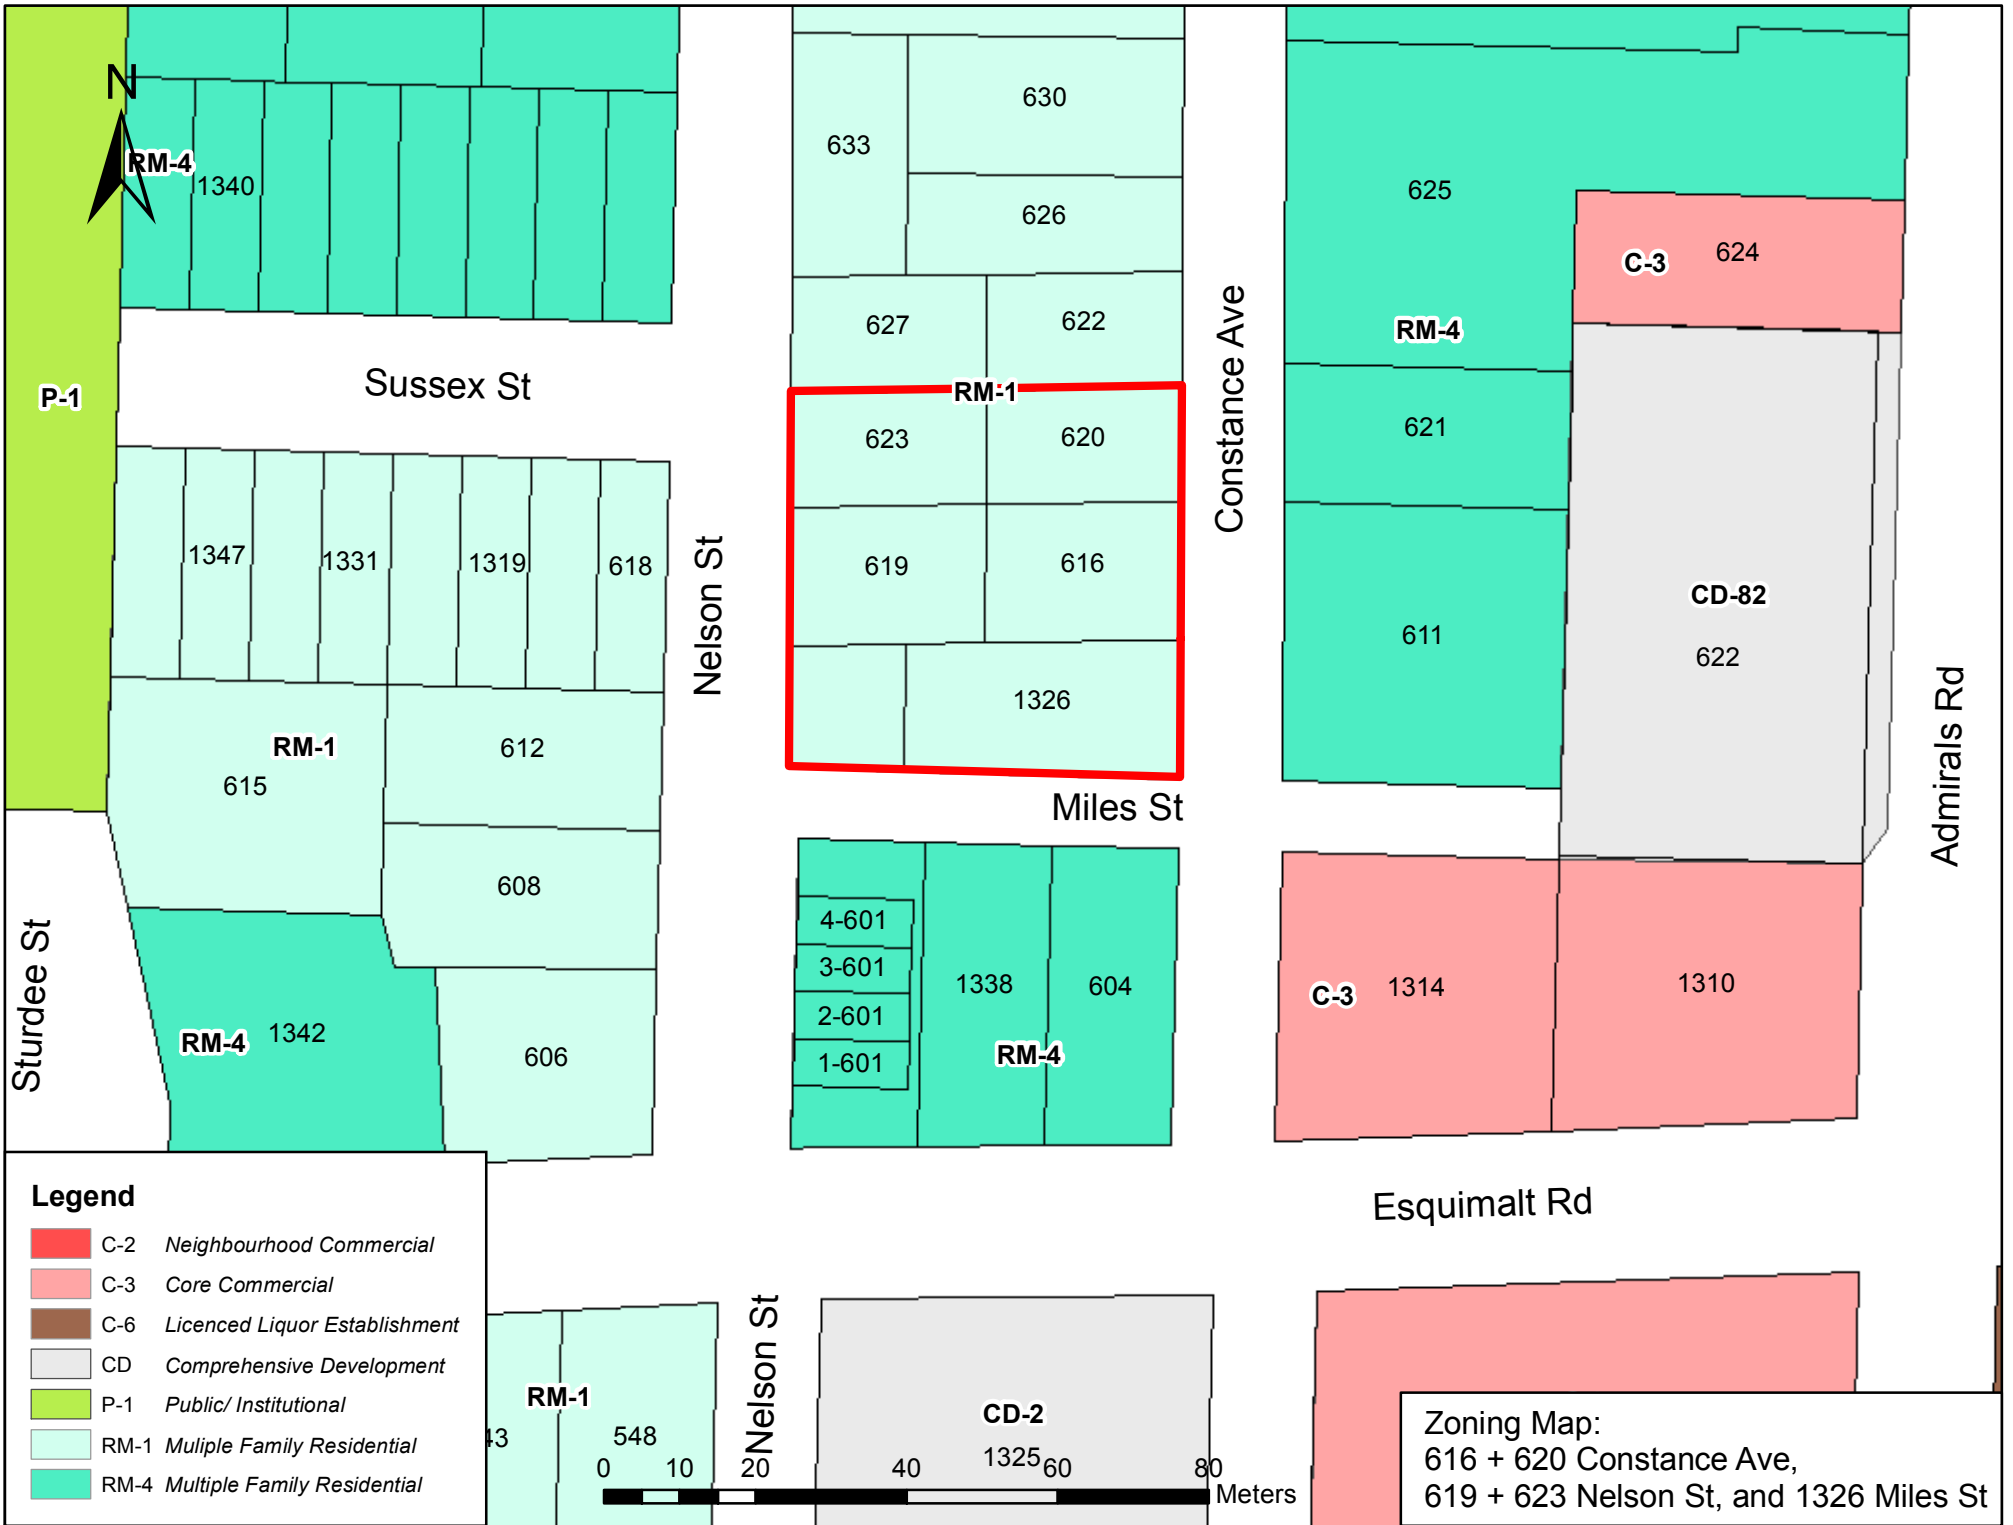 N
RM-4
1340
633
630
626
625
C-3
624
627
622
RM-4
Constance Ave
P-1
Sussex St
RM-1
623
620
621
1347
1331
1319
618
Nelson St
619
616
CD-82
622
611
1326
RM-1
612
615
Admirals Rd
Miles St
608
4-601
3-601
2-601
1-601
1338
604
RM-4
C-3
1314
1310
Sturdee St
RM-4
1342
606
Esquimalt Rd
Legend
C-2 Neighbourhood Commercial
C-3 Core Commercial
C-6 Licenced Liquor Establishment
CD Comprehensive Development
P-1 Public/ Institutional
RM-1 Muliple Family Residential
RM-4 Multiple Family Residential
RM-1
548
Nelson St
CD-2
1325
0 10 20 40 60 80
Meters
Zoning Map:
616 + 620 Constance Ave,
619 + 623 Nelson St, and 1326 Miles St